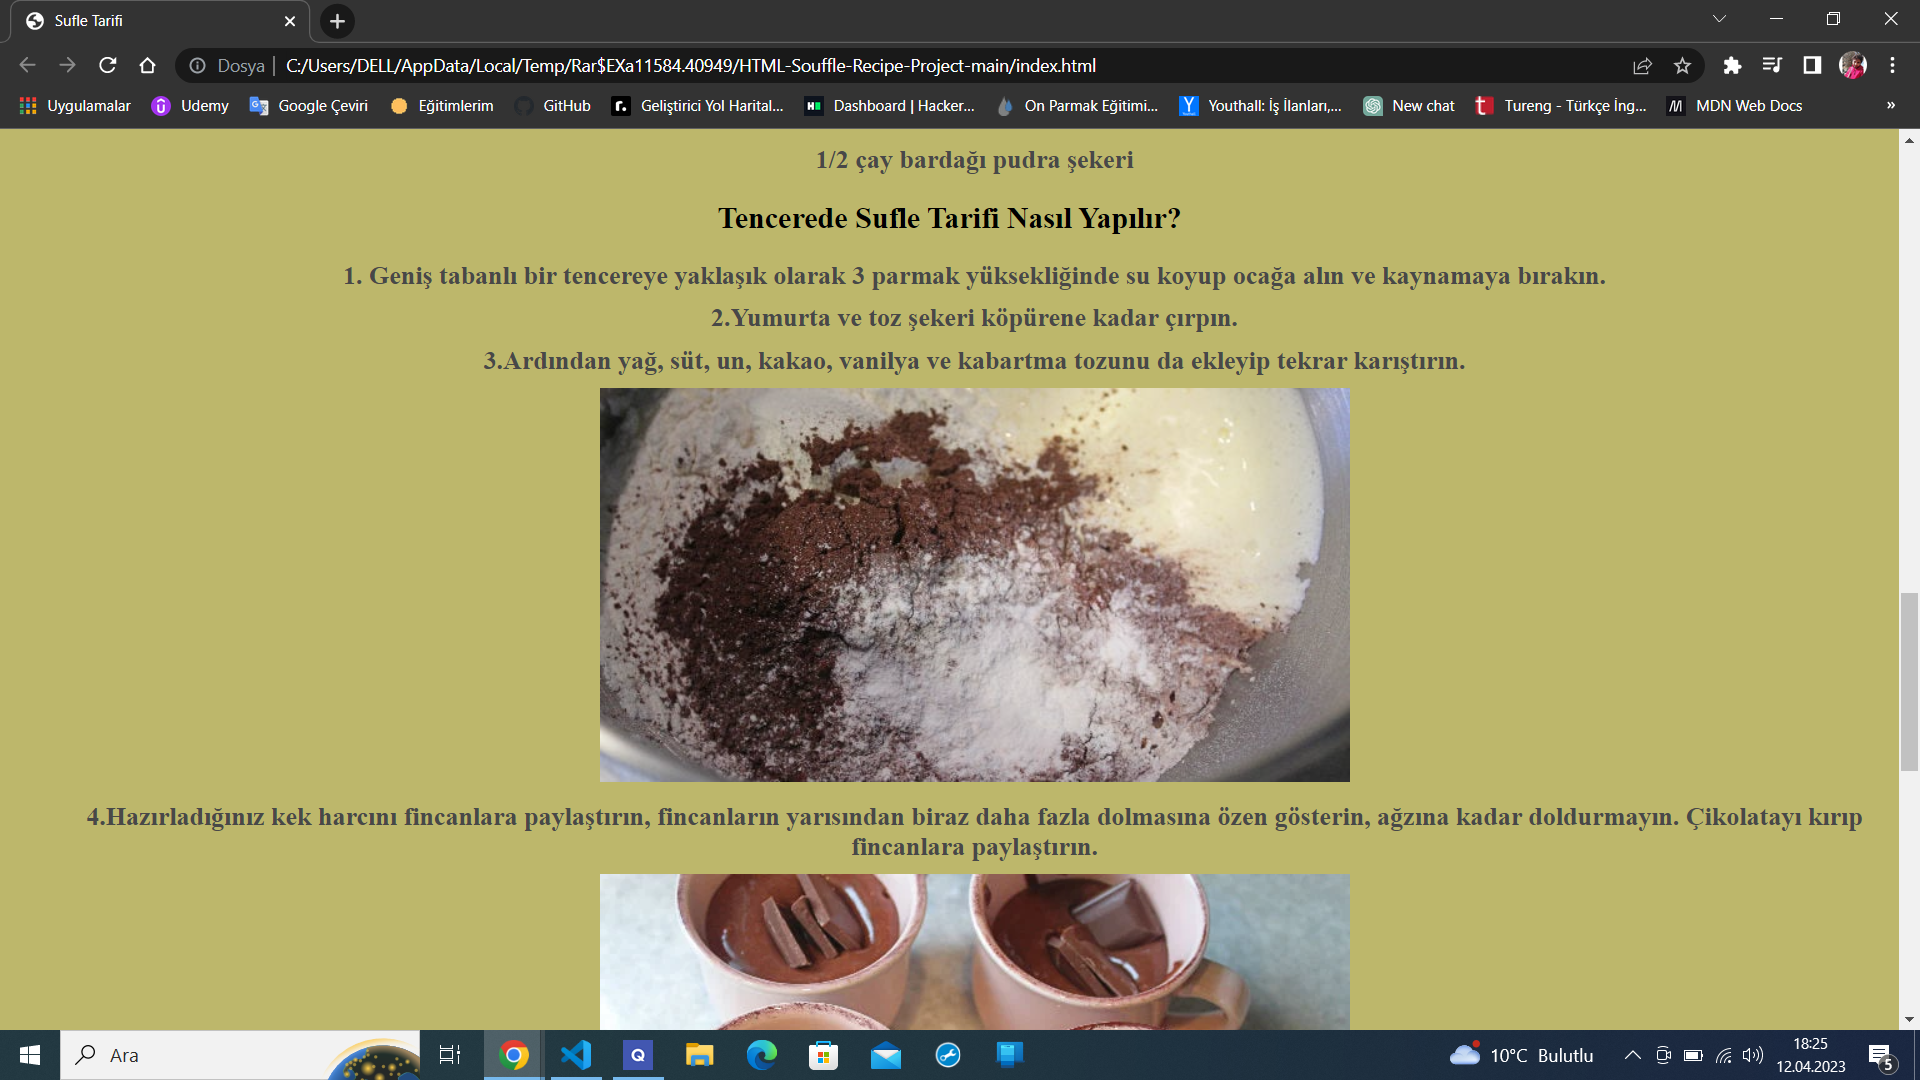 Sufle Tarifi
Dosya
C:/Users/DELL/AppData/Local/Temp/Rar$EXa11584.40949/HTML-Souffle-Recipe-Project-main/index.html
Uygulamalar
Udemy
Google Çeviri
Eğitimlerim
GitHub
Geliştirici Yol Harital...
Dashboard | Hacker...
On Parmak Eğitimi...
Youthall: İş İlanları,...
New chat
Tureng - Türkçe İng...
MDN Web Docs
»
1/2 çay bardağı pudra şekeri
Tencerede Sufle Tarifi Nasıl Yapılır?
1. Geniş tabanlı bir tencereye yaklaşık olarak 3 parmak yüksekliğinde su koyup ocağa alın ve kaynamaya bırakın.
2.Yumurta ve toz şekeri köpürene kadar çırpın.
3.Ardından yağ, süt, un, kakao, vanilya ve kabartma tozunu da ekleyip tekrar karıştırın.
4.Hazırladığınız kek harcını fincanlara paylaştırın, fincanların yarısından biraz daha fazla dolmasına özen gösterin, ağzına kadar doldurmayın. Çikolatayı kırıp
fincanlara paylaştırın.
Ara
10°C Bulutlu
18:25
12.04.2023
5